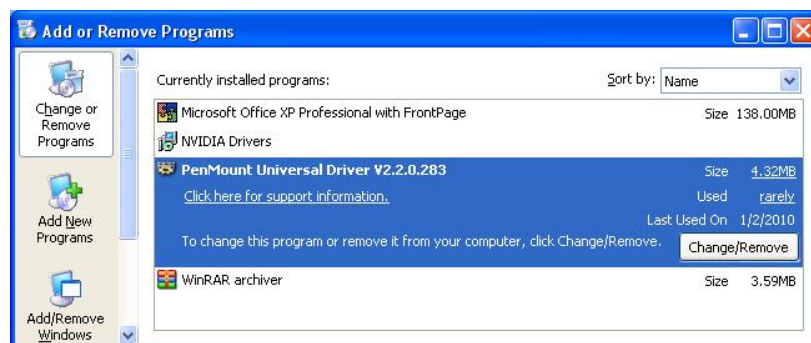 Add or Remove Programs
Change or
Remove
Programs
Add New
Programs
Add/Remove
Windows
Currently installed programs:
Sort by: Name
Microsoft Office XP Professional with FrontPage Size 138.00MB
NVIDIA Drivers
PenMount Universal Driver V2.2.0.283 Size 4.32MB
Click here for support information. Used rarely
Last Used On 1/2/2010
To change this program or remove it from your computer, click Change/Remove. Change/Remove
WinRAR archiver Size 3.59MB